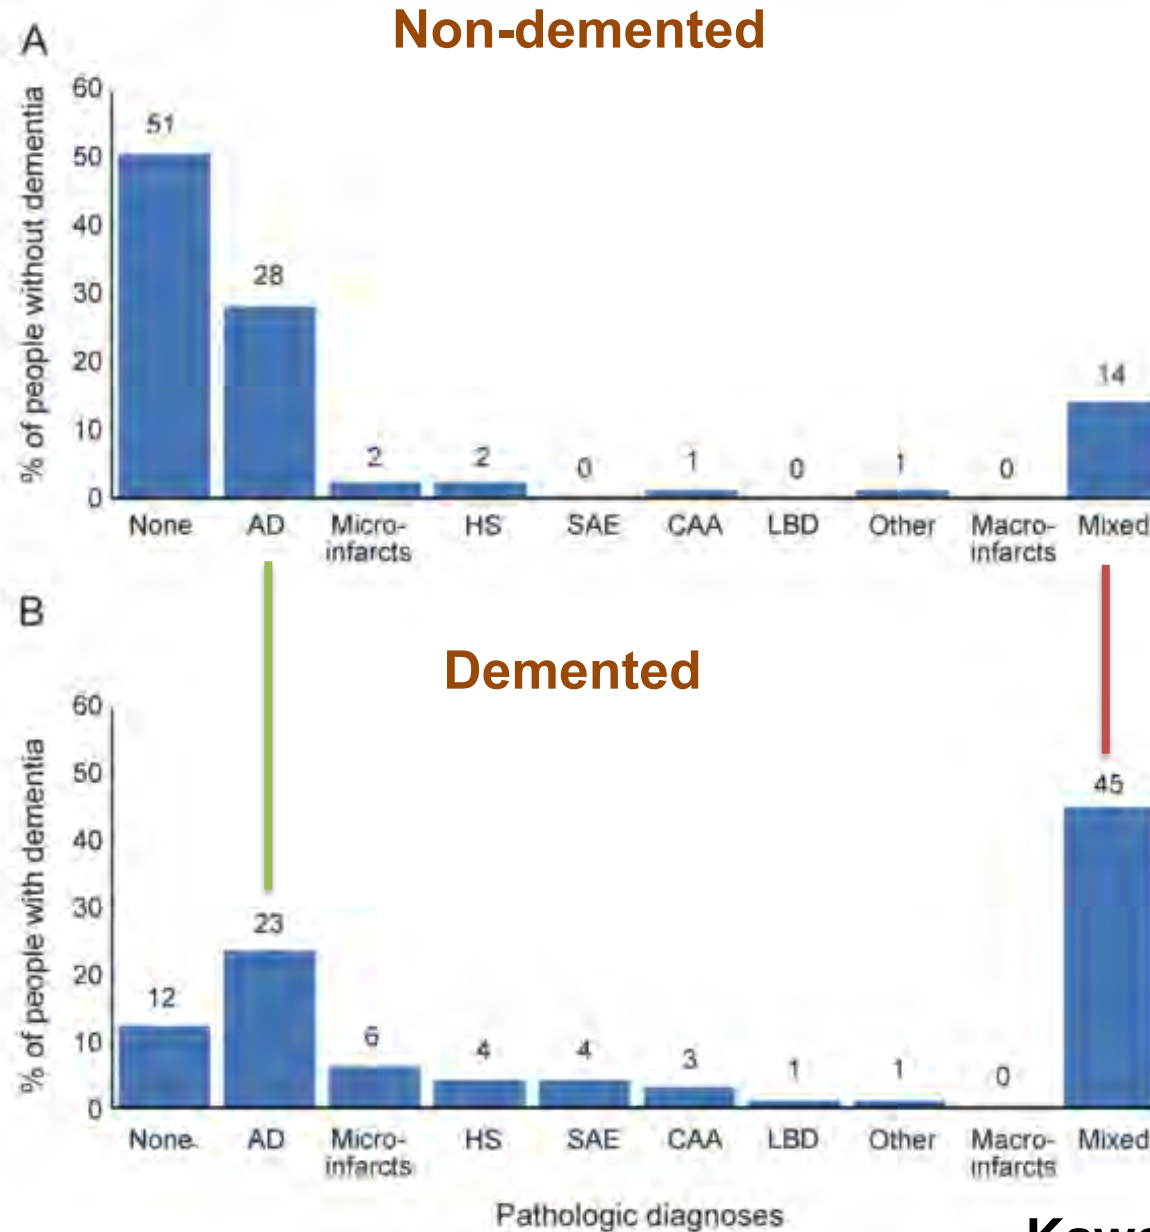 Non-demented
A
% of people without dementia
60
50
40
30
20
10
0
51
28
2
2
0
1
0
1
0
14
None
AD
Micro-
infarcts
HS
SAE
CAA
LBD
Other
Macro-
infarcts
Mixed
B
Demented
% of people with dementia
60
50
40
30
20
10
0
12
23
6
4
4
3
1
1
0
45
None.
AD
Micro-
infarcts
HS
SAE
CAA
LBD
Other
Macro-
infarcts
Mixed
Pathologic diagnoses